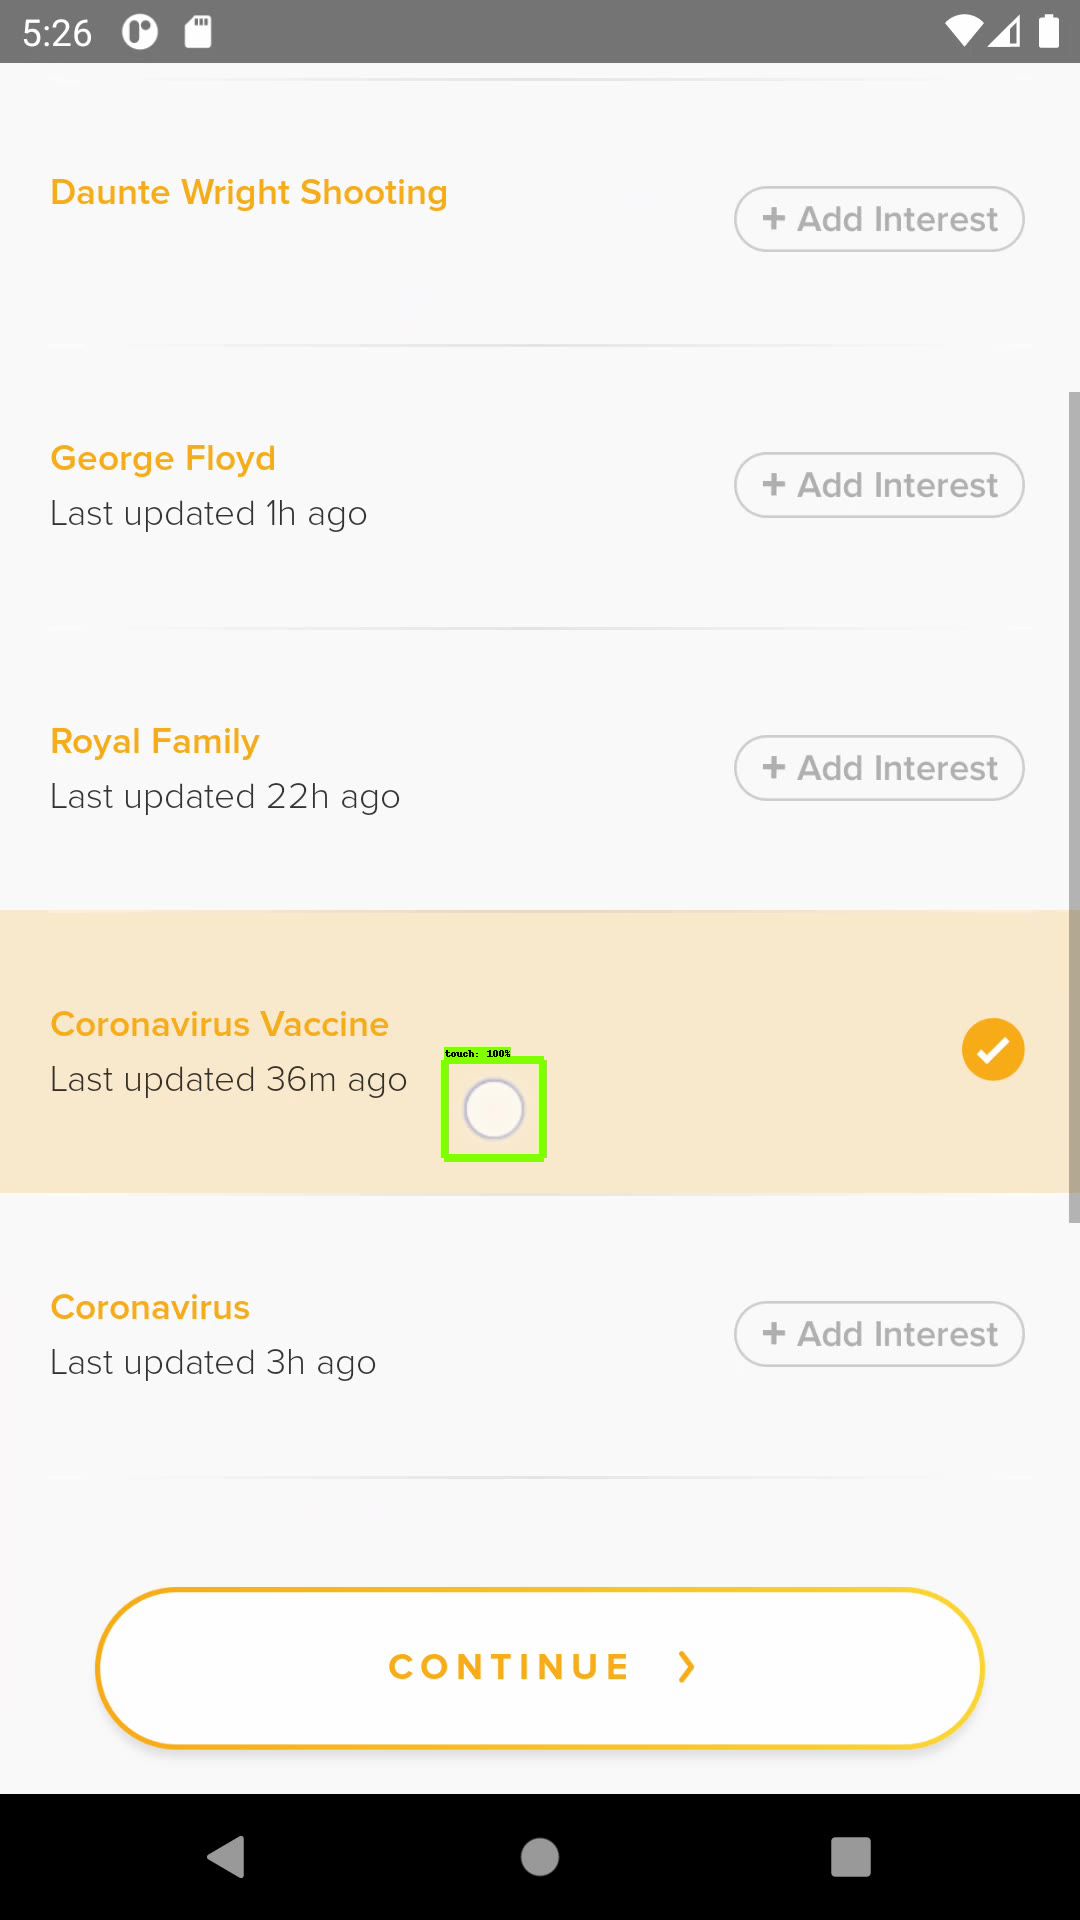 5:26
Daunte Wright Shooting
+ Add Interest
George Floyd
Last updated 1h ago
+ Add Interest
Royal Family
Last updated 22h ago
+ Add Interest
Coronavirus Vaccine
Last updated 36m ago
touch: 100%
Coronavirus
Last updated 3h ago
+ Add Interest
CONTINUE